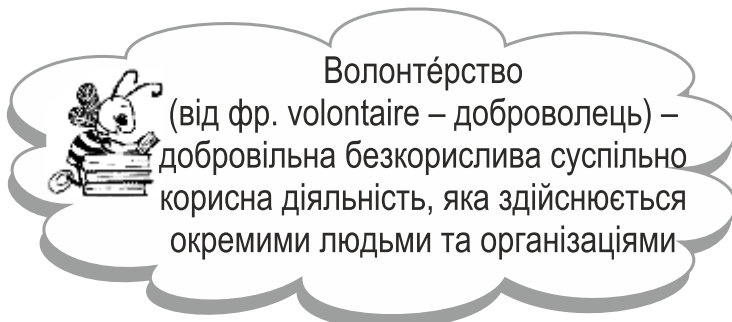 Волонте́рство
(від фр. volontaire – доброволець) –
добровільна безкорислива суспільно
корисна діяльність, яка здійснюється
окремими людьми та організаціями